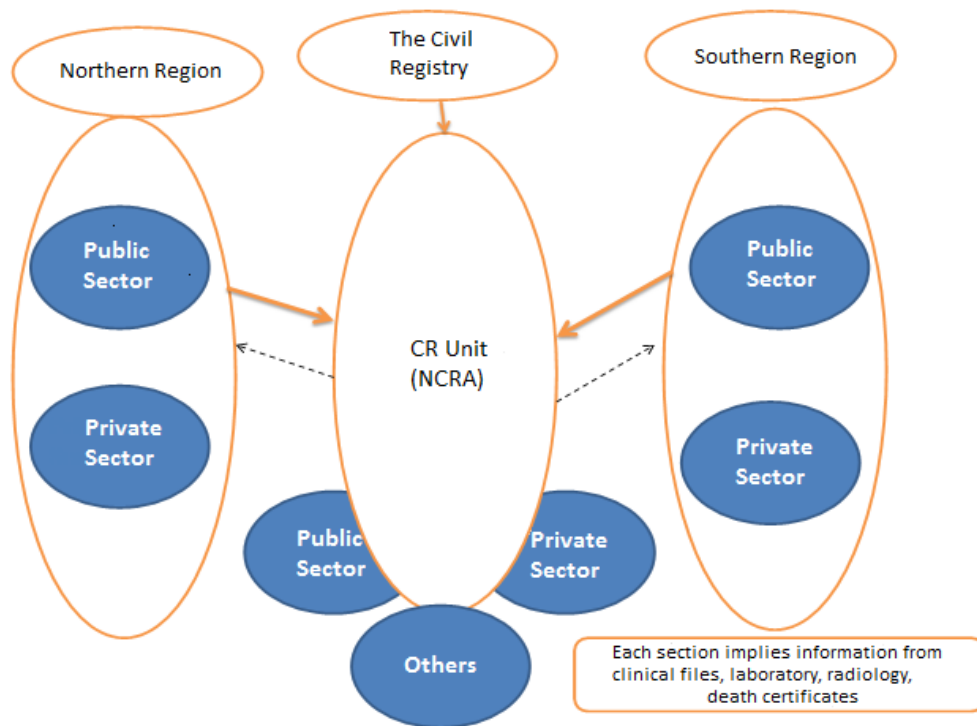 Northern Region
The Civil
Registry
Southern Region
Public
Sector
Private
Sector
CR Unit
(NCRA)
Public
Sector
Private
Sector
Public
Sector
Private
Sector
Others
Each section implies information from
clinical files, laboratory, radiology,
death certificates